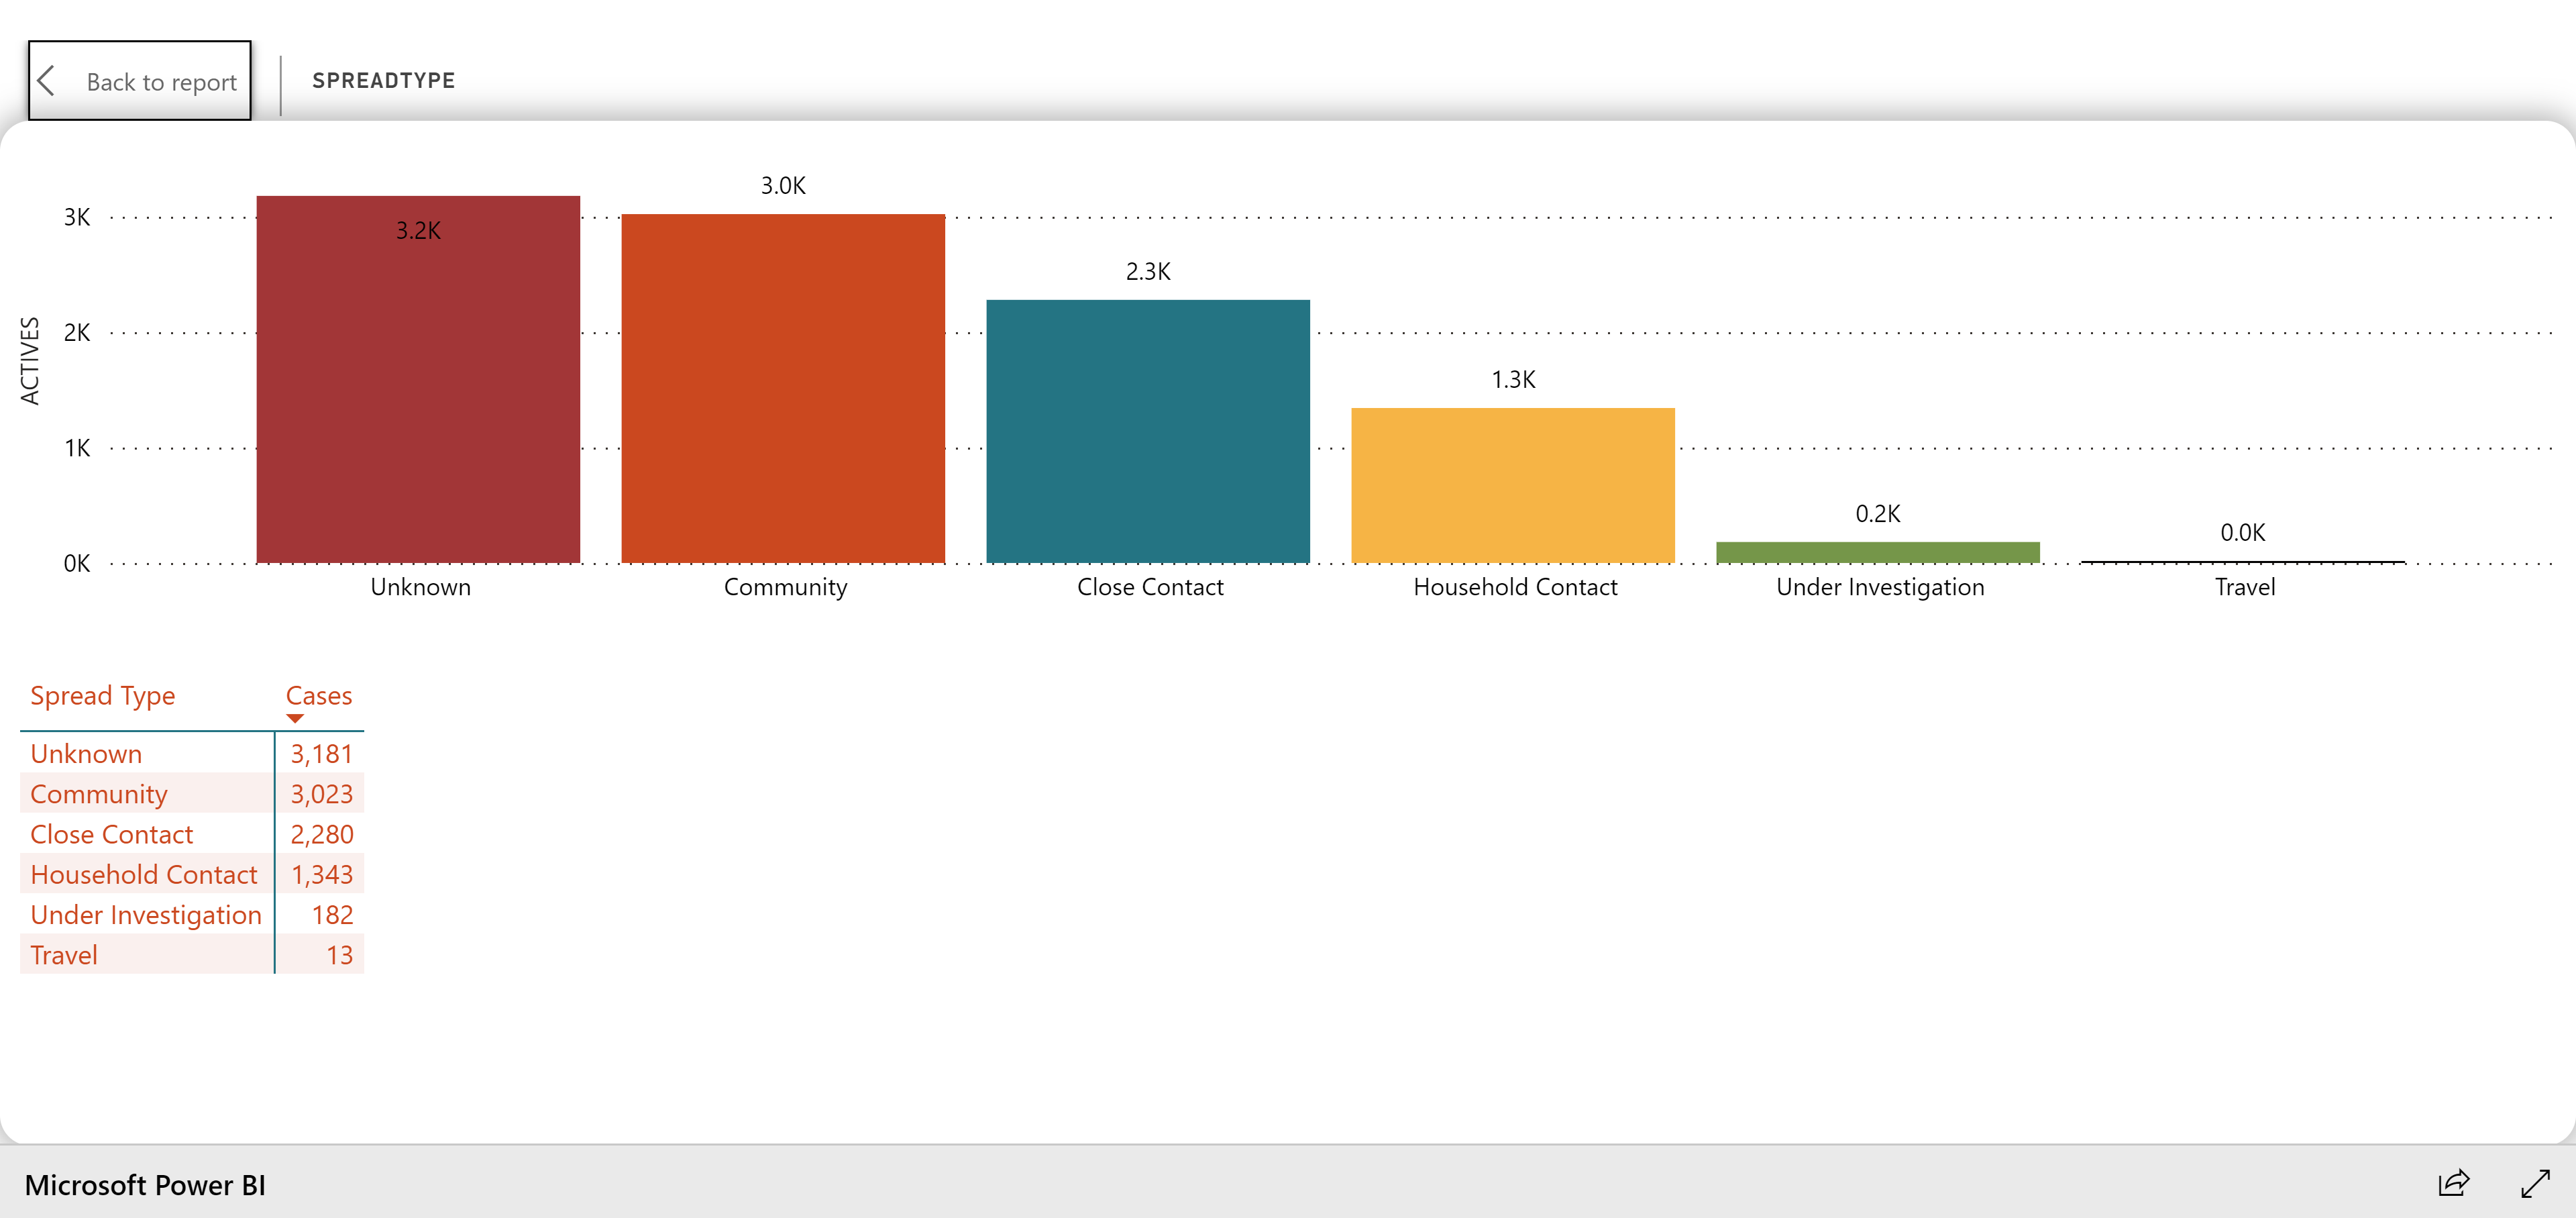 Back to report
SPREADTYPE
ACTIVES
3K
2K
1K
0K
3.2K
3.0K
2.3K
1.3K
0.2K
0.0K
Unknown
Community
Close Contact
Household Contact
Under Investigation
Travel
Spread Type Cases
Unknown 3,181
Community 3,023
Close Contact 2,280
Household Contact 1,343
Under Investigation 182
Travel 13
Microsoft Power BI